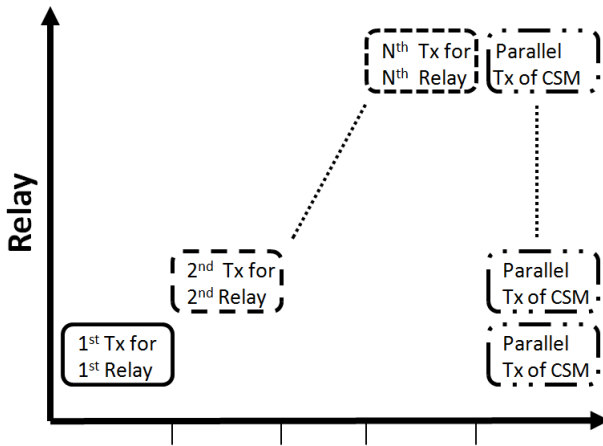 Nth Tx for
Nth Relay
Parallel
Tx of CSM
Relay
2nd Tx for
2nd Relay
Parallel
Tx of CSM
1st Tx for
1st Relay
Parallel
Tx of CSM